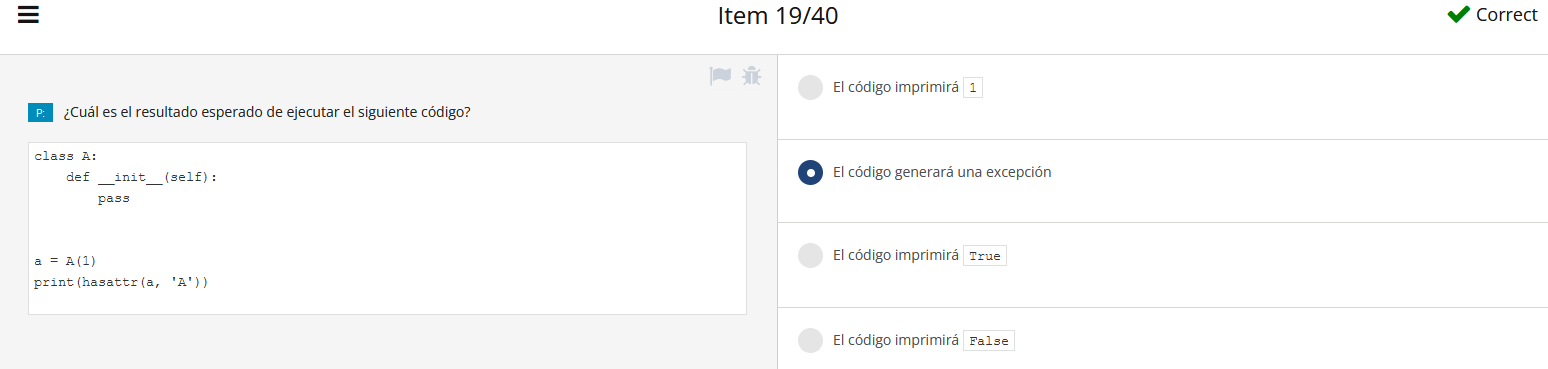 Item 19/40
Correct
P: ¿Cuál es el resultado esperado de ejecutar el siguiente código?
class A:
    def __init__(self):
        pass
a = A(1)
print(hasattr(a, 'A'))
El código imprimirá 1
El código generará una excepción
El código imprimirá True
El código imprimirá False